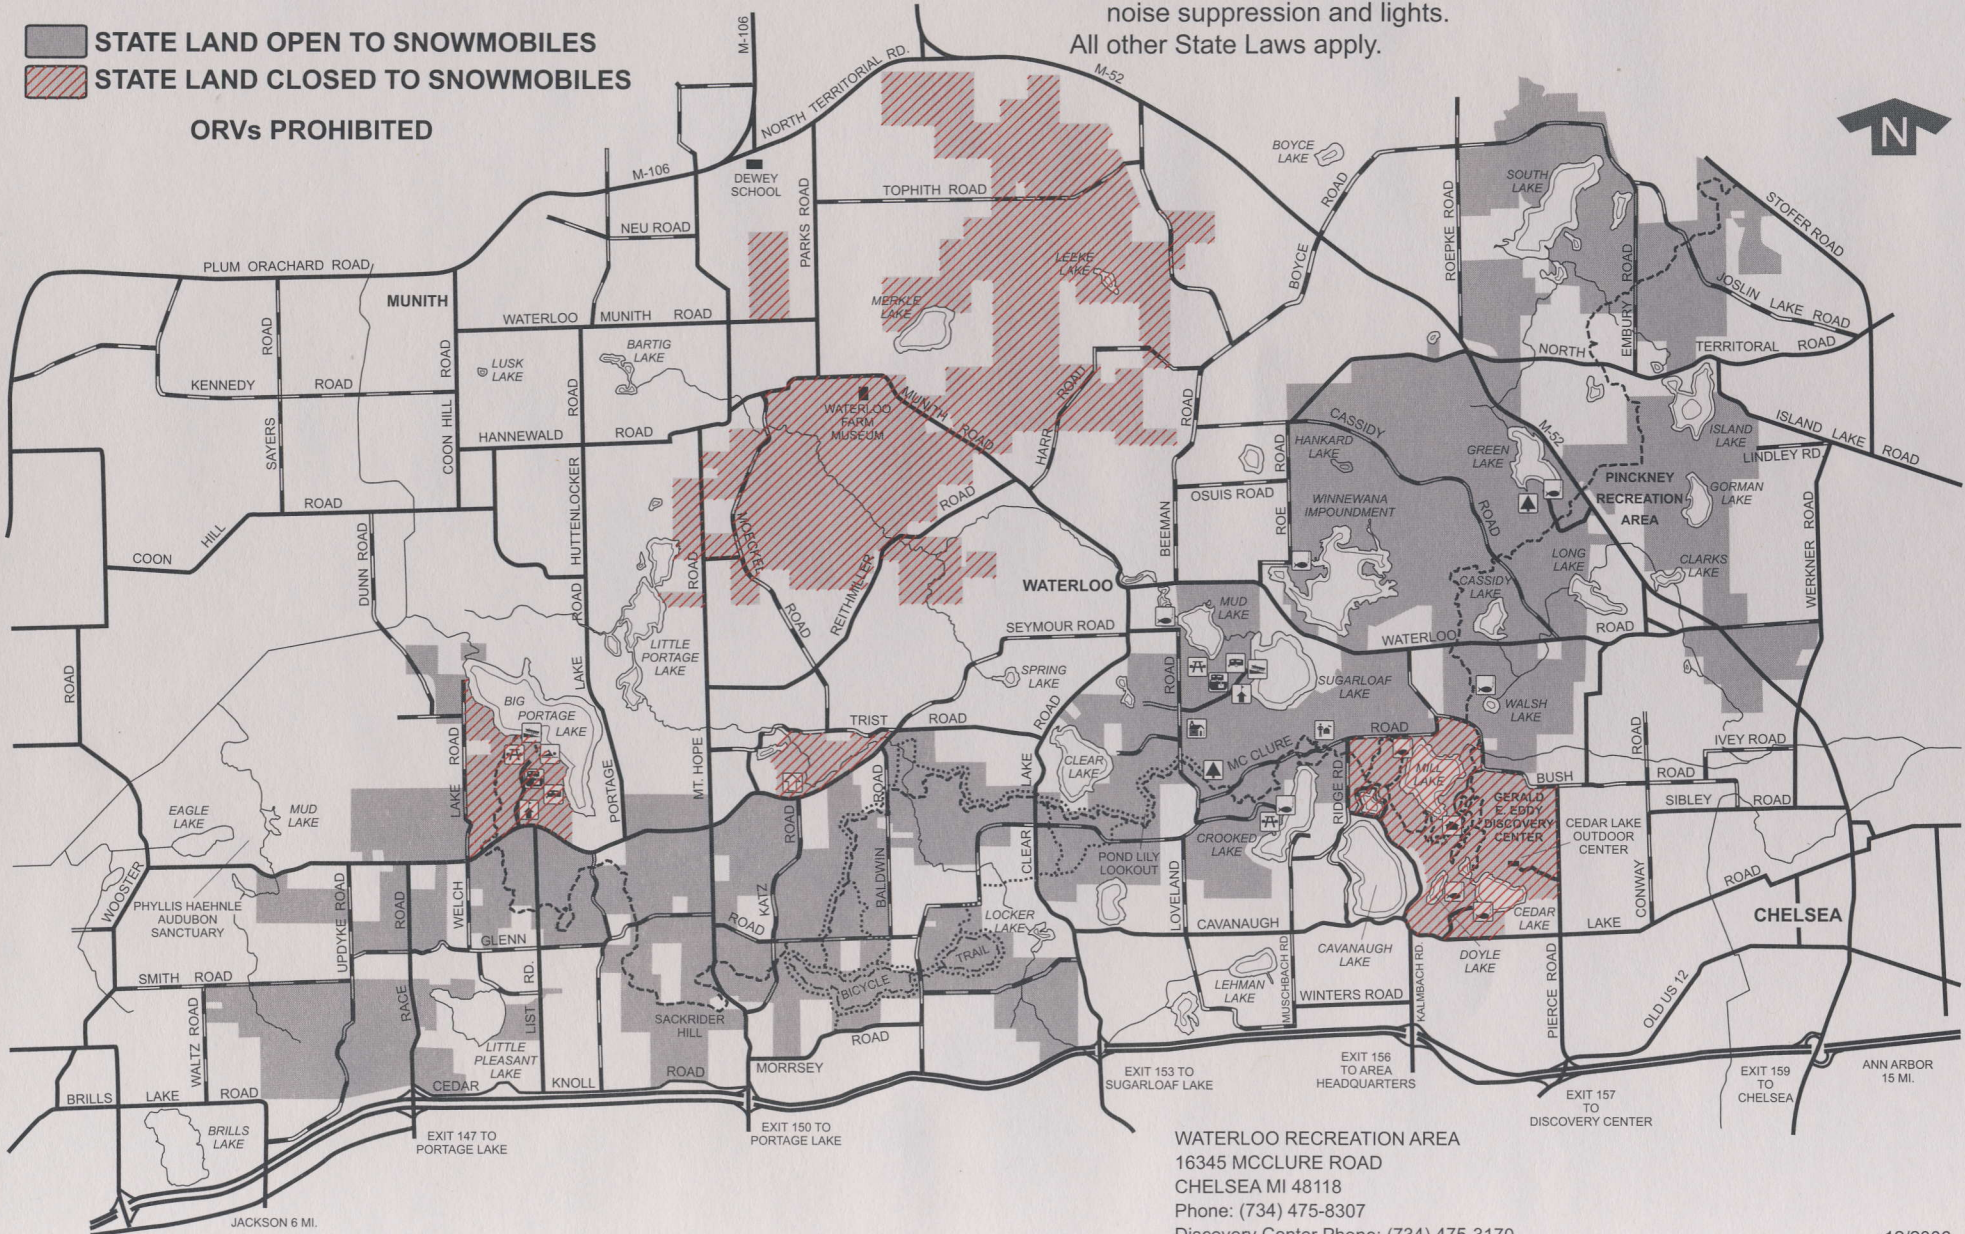 noise suppression and lights.
All other State Laws apply.
STATE LAND OPEN TO SNOWMOBILES
STATE LAND CLOSED TO SNOWMOBILES
ORVs PROHIBITED
N
M-106
NORTH TERRITORIAL RD.
M-52
M-106
DEWEY
SCHOOL
PARKS ROAD
TOPHITH ROAD
BOYCE
LAKE
BOYCE
ROAD
ROEPKE ROAD
SOUTH
LAKE
STOFER ROAD
EMBURY ROAD
JOSLIN LAKE ROAD
NEU ROAD
PLUM ORACHARD ROAD
MUNITH
LEEKE
LAKE
MERKLE
LAKE
WATERLOO MUNITH ROAD
ROAD
LUSK
LAKE
BARTIG
LAKE
KENNEDY ROAD
SAYERS
COON HILL
ROAD
ROAD
HANNEWALD ROAD
WATERLOO
FARM
MUSEUM
MUNITH
ROAD
HARR
ROAD
ROAD
NORTH TERRITORAL ROAD
ISLAND LAKE ROAD
ISLAND
LAKE
LINDLEY RD.
CASSIDY
ROAD
HANKARD
LAKE
GREEN
LAKE
M-52
PINCKNEY
RECREATION
AREA
GORMAN
LAKE
OSUIS ROAD
ROE
ROAD
WINNEWANA
IMPOUNDMENT
BEEMAN
COON HILL ROAD
DUNN ROAD
HUTTENLOCKER
ROAD
MOECKEL
ROAD
REITHMILLER
ROAD
ROAD
WATERLOO
LONG
LAKE
CLARKS
LAKE
CASSIDY
LAKE
WERKNER ROAD
MUD
LAKE
SEYMOUR ROAD
WATERLOO ROAD
LITTLE
PORTAGE
LAKE
SPRING
LAKE
ROAD
SUGARLOAF
LAKE
WALSH
LAKE
ROAD
BIG
PORTAGE
LAKE
LAKE
PORTAGE
TRIST ROAD
ROAD
MT. HOPE
CLEAR
LAKE
MC CLURE
ROAD
MILL
LAKE
IVEY ROAD
ROAD
BUSH ROAD
SIBLEY ROAD
GERALD
E. EDDY
DISCOVERY
CENTER
CEDAR LAKE
OUTDOOR
CENTER
EAGLE
LAKE
MUD
LAKE
ROAD
LAKE
WOOSTER
PHYLLIS HAEHNLE
AUDUBON
SANCTUARY
UPDYKE ROAD
ROAD
RACE
WELCH
GLENN
ROAD
KATZ
ROAD
BALDWIN
ROAD
LAKE
CLEAR
POND LILY
LOOKOUT
CROOKED
LAKE
RIDGE RD.
LOVELAND
CAVANAUGH
LAKE
CEDAR
LAKE
DOYLE
LAKE
CAVANAUGH
LAKE
CONWAY
ROAD
CHELSEA
LOCKER
LAKE
BICYCLE
TRAIL
SMITH ROAD
WALTZ ROAD
LIST
RD.
LITTLE
PLEASANT
LAKE
SACKRIDER
HILL
LEHMAN
LAKE
MUSCHBACH RD
WINTERS ROAD
KALMBACH RD.
PIERCE ROAD
OLD US 12
BRILLS LAKE ROAD
BRILLS
LAKE
CEDAR KNOLL ROAD
MORRSEY
ROAD
EXIT 147 TO
PORTAGE LAKE
EXIT 150 TO
PORTAGE LAKE
EXIT 153 TO
SUGARLOAF LAKE
EXIT 156
TO AREA
HEADQUARTERS
EXIT 157
TO
DISCOVERY CENTER
EXIT 159
TO
CHELSEA
ANN ARBOR
15 MI.
JACKSON 6 MI.
WATERLOO RECREATION AREA
16345 MCCLURE ROAD
CHELSEA MI 48118
Phone: (734) 475-8307
Discovery Center Phone: (734) 475-3170